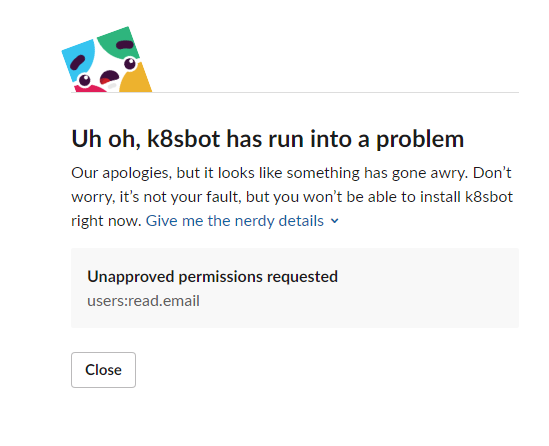 Uh oh, k8sbot has run into a problem
Our apologies, but it looks like something has gone awry. Don’t
worry, it’s not your fault, but you won’t be able to install k8sbot
right now. Give me the nerdy details
Unapproved permissions requested
users:read.email
Close